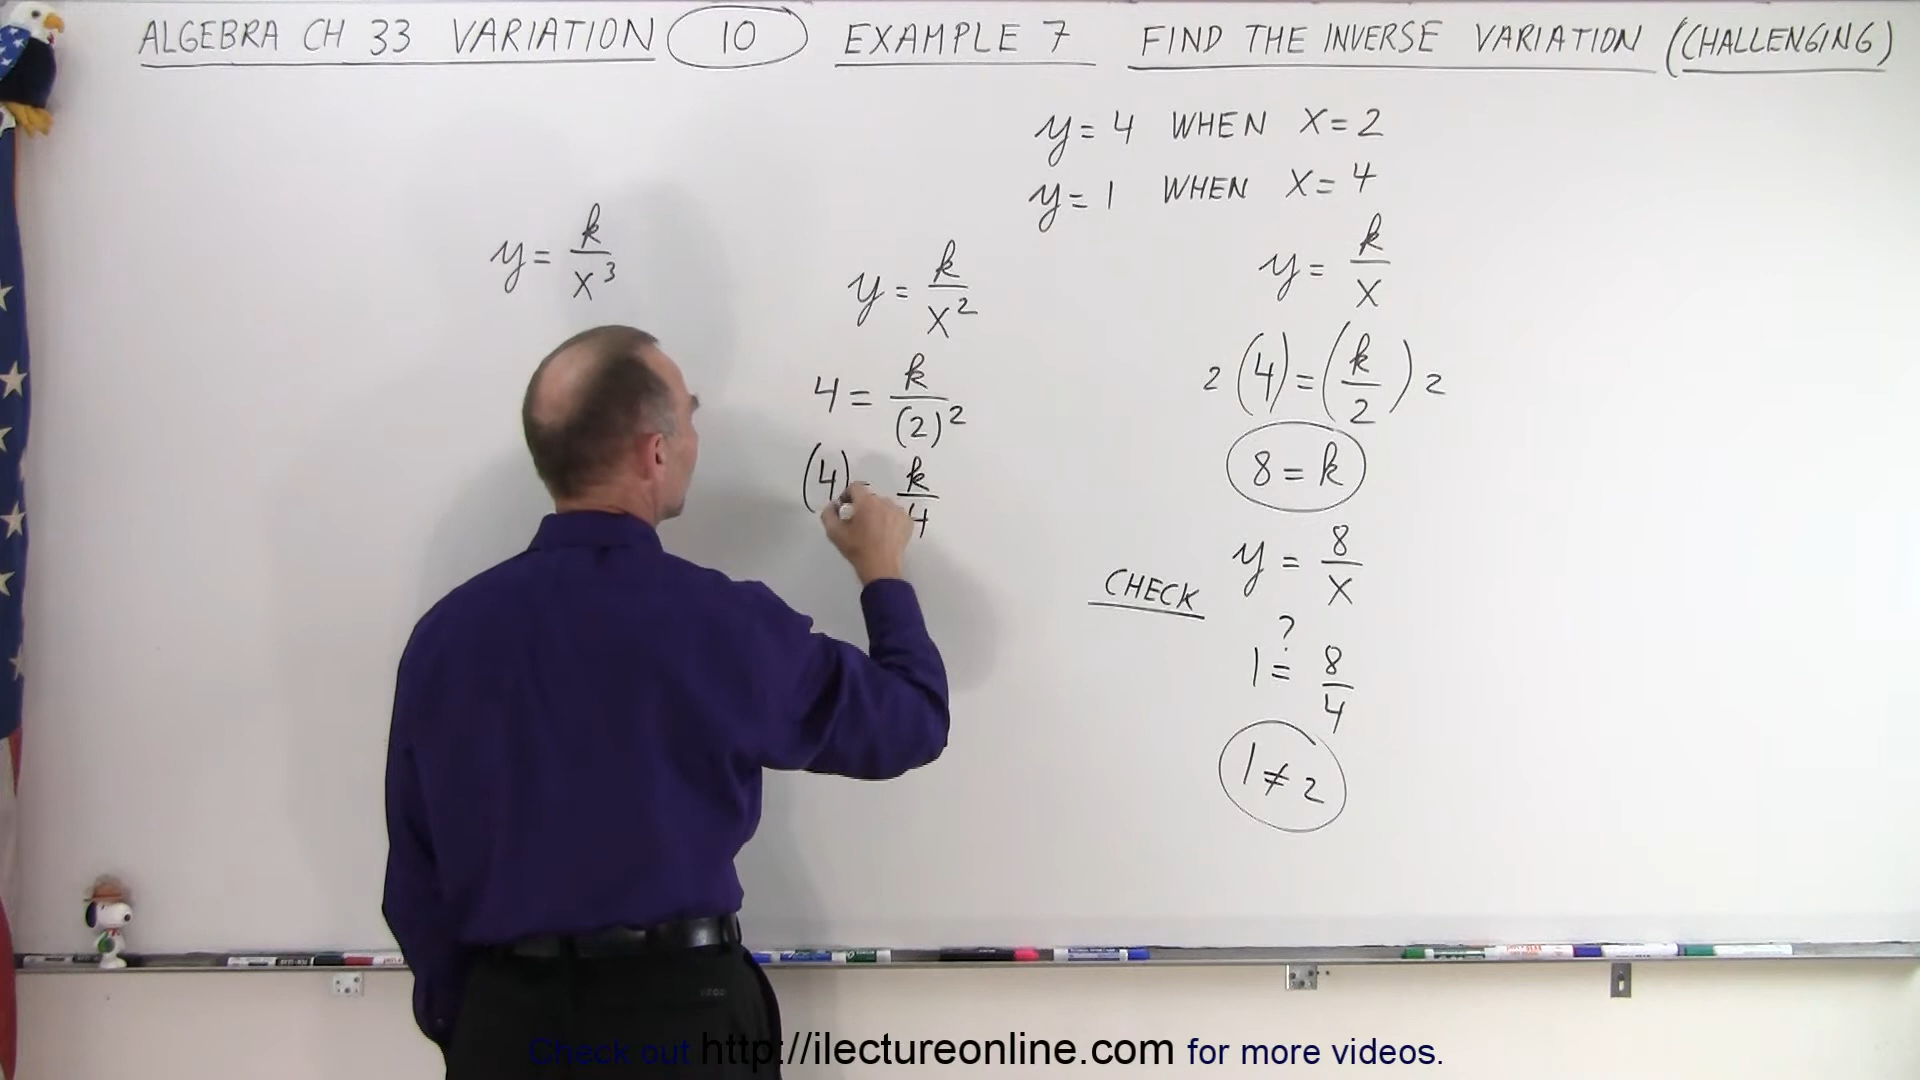 ALGEBRA CH 33 VARIATION 10 EXAMPLE 7 FIND THE INVERSE VARIATION (CHALLENGING)
y = 4 WHEN X = 2
y = 1 WHEN X = 4
y = k/x³
y = k/x²
4 = k/(2)²
(4) = k/4
y = k/x
2 (4) = (k/2) 2
8 = k
y = 8/x
CHECK
1 ?= 8/4
1 ≠ 2
Check out http://ilectureonline.com for more videos.